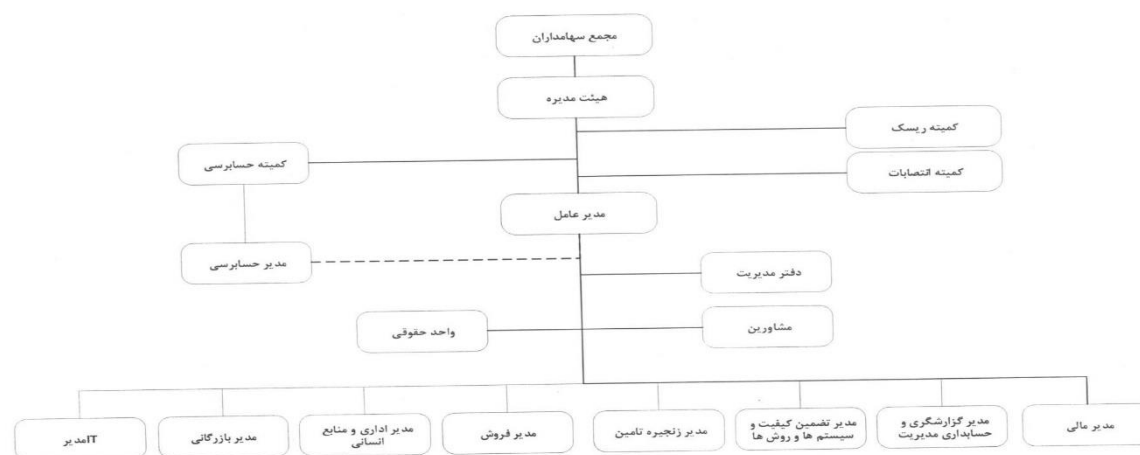 مجمع سهامداران
هیئت مدیره
کمیته ریسک
کمیته حسابرسی
کمیته انتصابات
مدیر عامل
مدیر حسابرسی
دفتر مدیریت
مشاورین
واحد حقوقی
مدیر مالی
مدیر گزارشگری و
حسابداری مدیریت
مدیر تضمین کیفیت و
سیستم ها و روش ها
مدیر زنجیره تامین
مدیر فروش
مدیر اداری و منابع
انسانی
مدیر بازرگانی
ITمدیر